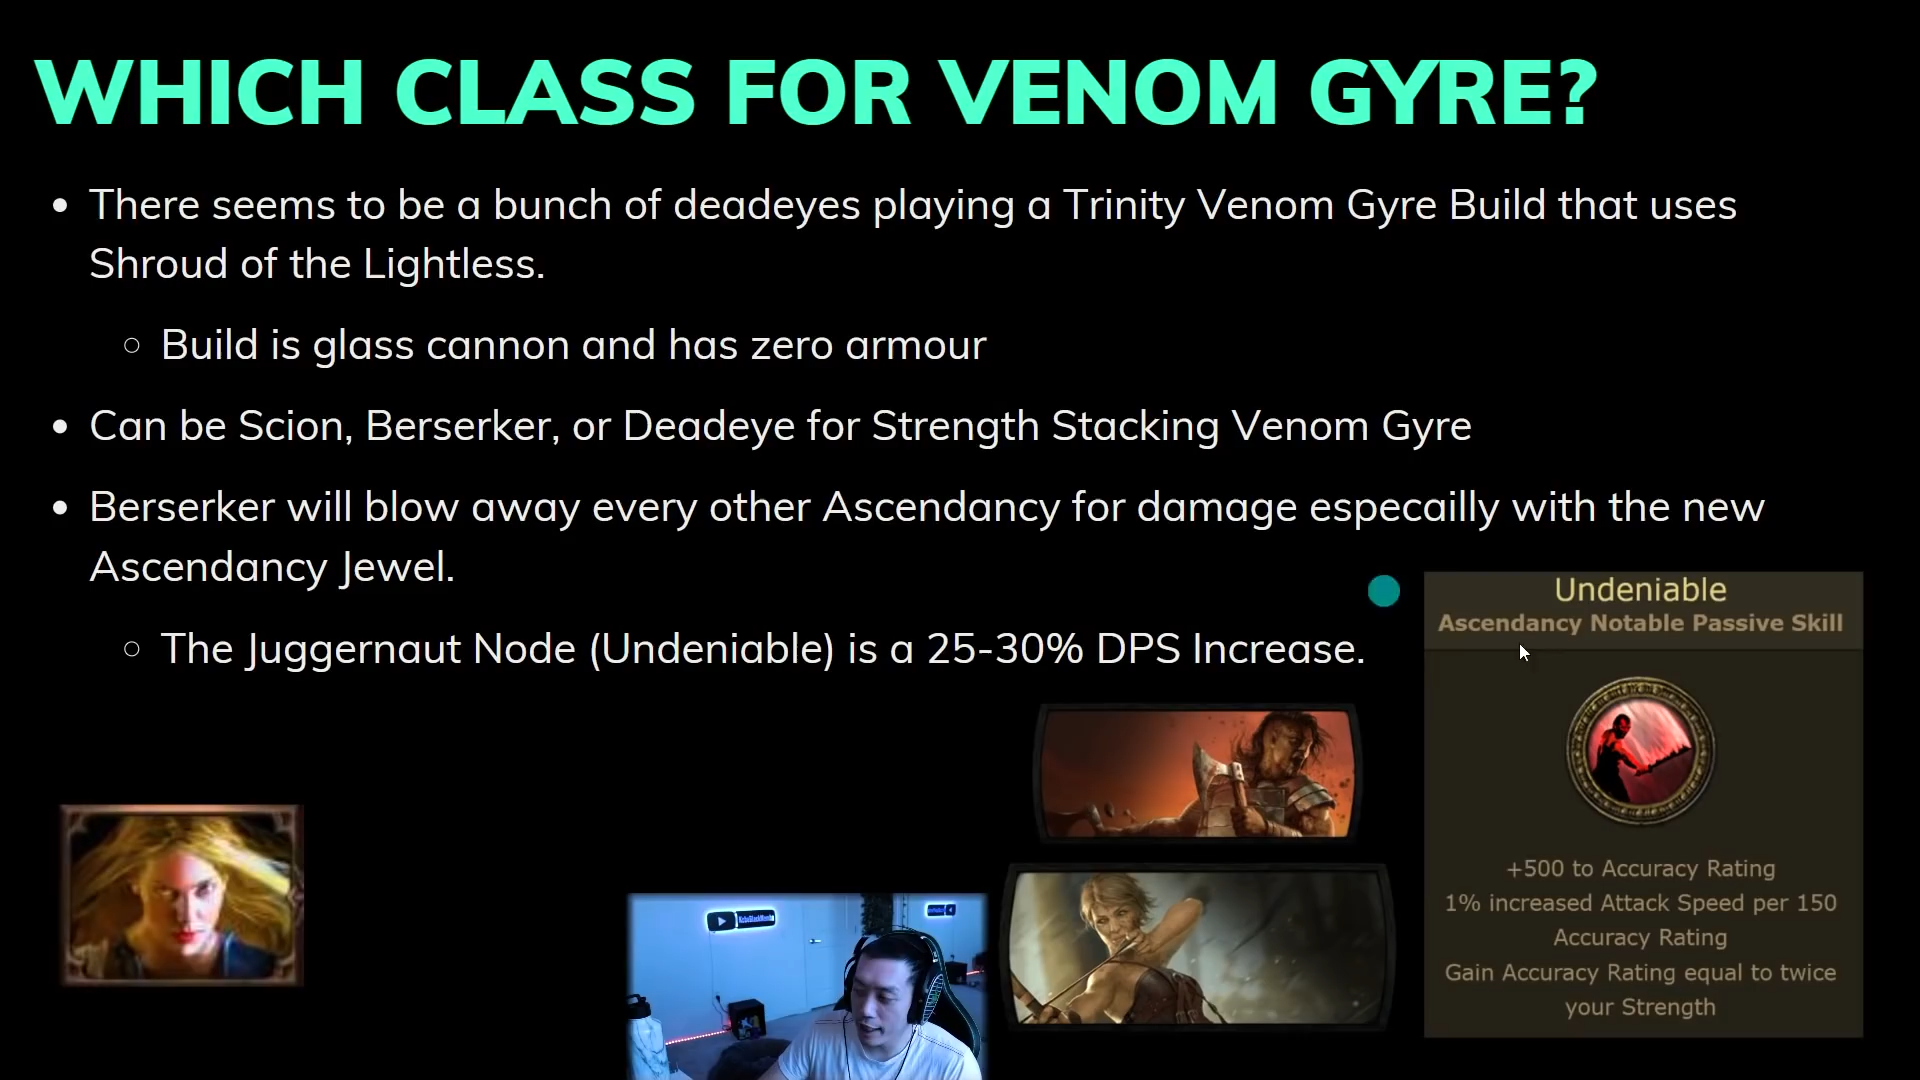 WHICH CLASS FOR VENOM GYRE?
There seems to be a bunch of deadeyes playing a Trinity Venom Gyre Build that uses
Shroud of the Lightless.
Build is glass cannon and has zero armour
Can be Scion, Berserker, or Deadeye for Strength Stacking Venom Gyre
Berserker will blow away every other Ascendancy for damage especailly with the new
Ascendancy Jewel.
The Juggernaut Node (Undeniable) is a 25-30% DPS Increase.
Undeniable
Ascendancy Notable Passive Skill
+500 to Accuracy Rating
1% increased Attack Speed per 150
Accuracy Rating
Gain Accuracy Rating equal to twice
your Strength